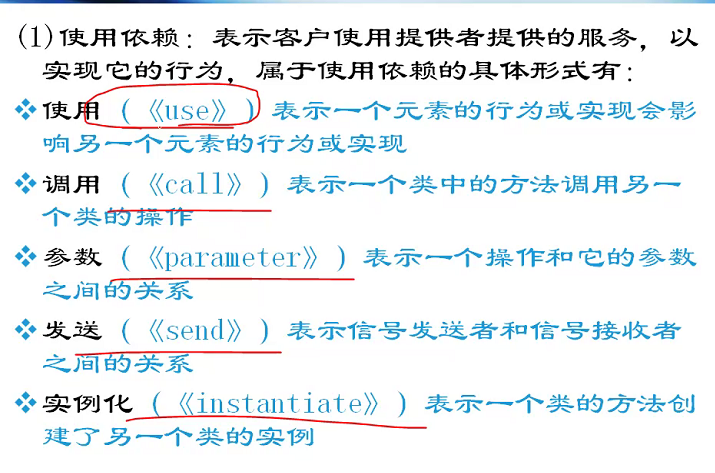 (1)使用依赖：表示客户使用提供者提供的服务，以
实现它的行为，属于使用依赖的具体形式有：
❖使用（《use》）表示一个元素的行为或实现会影
响另一个元素的行为或实现
❖调用（《call》）表示一个类中的方法调用另一
个类的操作
❖参数（《parameter》）表示一个操作和它的参数
之间的关系
❖发送（《send》）表示信号发送者和信号接收者
之间的关系
❖实例化（《instantiate》）表示一个类的方法创
建了另一个类的实例